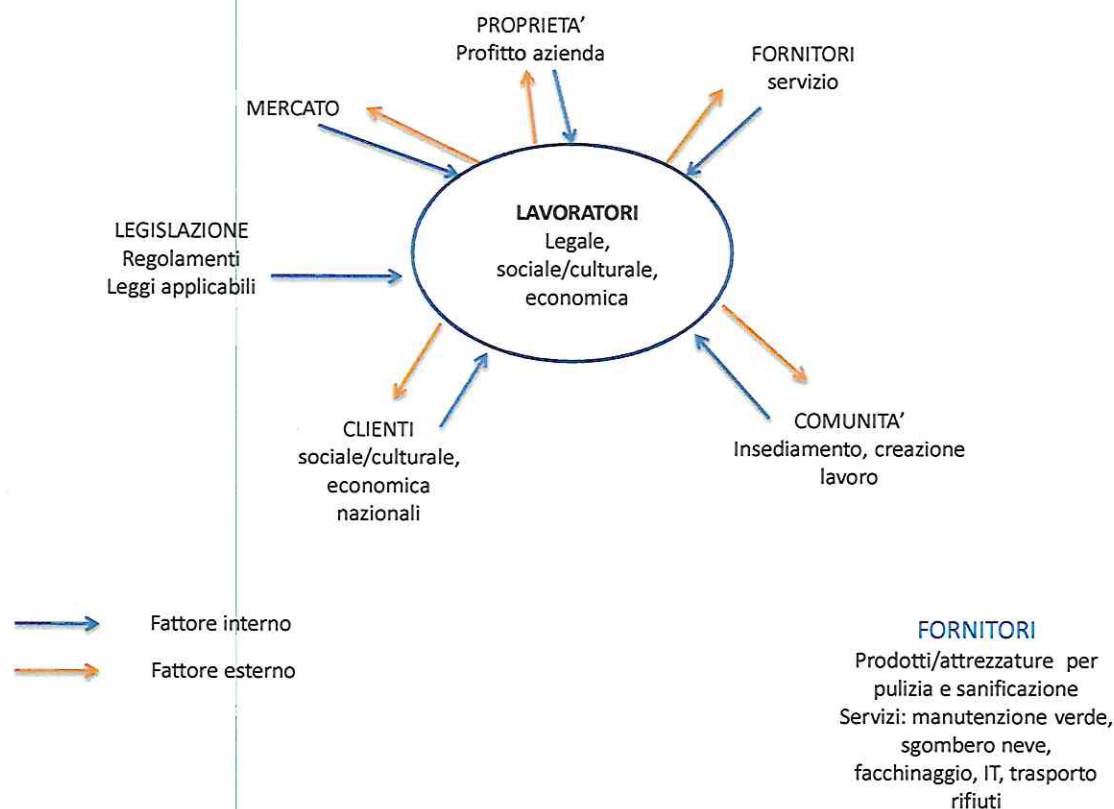 PROPRIETA’
Profitto azienda
FORNITORI
servizio
MERCATO
LAVORATORI
Legale,
sociale/culturale,
economica
LEGISLAZIONE
Regolamenti
Leggi applicabili
CLIENTI
sociale/culturale,
economica
nazionali
COMUNITA’
Insediamento, creazione
lavoro
Fattore interno
Fattore esterno
FORNITORI
Prodotti/attrezzature per
pulizia e sanificazione
Servizi: manutenzione verde,
sgombero neve,
facchinaggio, IT, trasporto
rifiuti